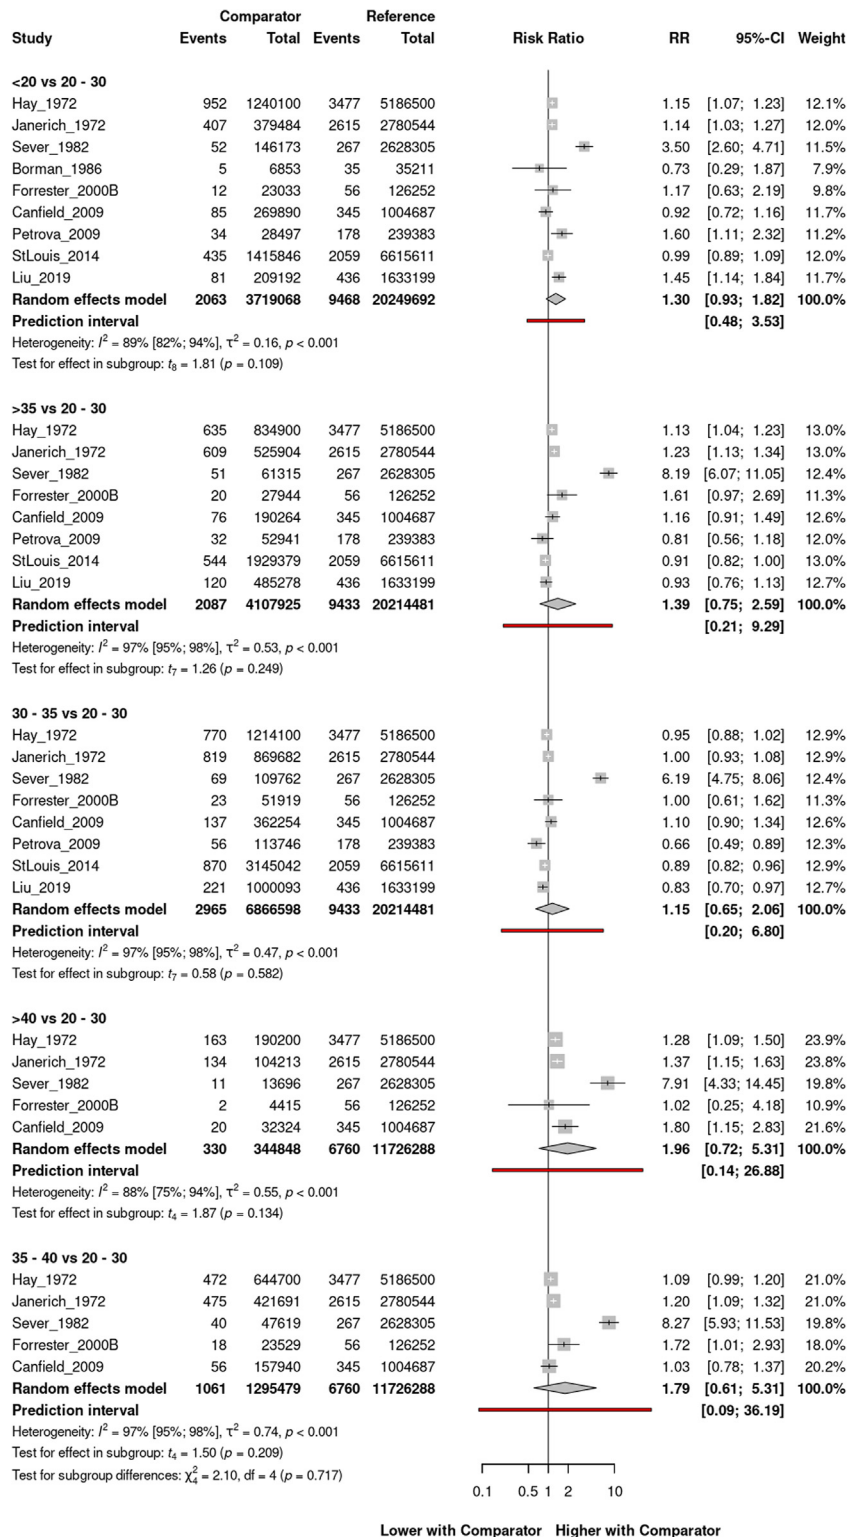 Comparator Reference
Study Events Total Events Total Risk Ratio RR 95%-CI Weight
<20 vs 20 - 30
Hay_1972 952 1240100 3477 5186500 1.15 [1.07; 1.23] 12.1%
Janerich_1972 407 379484 2615 2780544 1.14 [1.03; 1.27] 12.0%
Sever_1982 52 146173 267 2628305 3.50 [2.60; 4.71] 11.5%
Borman_1986 5 6853 35 35211 0.73 [0.29; 1.87] 7.9%
Forrester_2000B 12 23033 56 126252 1.17 [0.63; 2.19] 9.8%
Canfield_2009 85 269890 345 1004687 0.92 [0.72; 1.16] 11.7%
Petrova_2009 34 28497 178 239383 1.60 [1.11; 2.32] 11.2%
StLouis_2014 435 1415846 2059 6615611 0.99 [0.89; 1.09] 12.0%
Liu_2019 81 209192 436 1633199 1.45 [1.14; 1.84] 11.7%
Random effects model 2063 3719068 9468 20249692 1.30 [0.93; 1.82] 100.0%
Prediction interval [0.48; 3.53]
Heterogeneity: I² = 89% [82%; 94%], τ² = 0.16, p < 0.001
Test for effect in subgroup: t₈ = 1.81 (p = 0.109)
>35 vs 20 - 30
Hay_1972 635 834900 3477 5186500 1.13 [1.04; 1.23] 13.0%
Janerich_1972 609 525904 2615 2780544 1.23 [1.13; 1.34] 13.0%
Sever_1982 51 61315 267 2628305 8.19 [6.07; 11.05] 12.4%
Forrester_2000B 20 27944 56 126252 1.61 [0.97; 2.69] 11.3%
Canfield_2009 76 190264 345 1004687 1.16 [0.91; 1.49] 12.6%
Petrova_2009 32 52941 178 239383 0.81 [0.56; 1.18] 12.0%
StLouis_2014 544 1929379 2059 6615611 0.91 [0.82; 1.00] 13.0%
Liu_2019 120 485278 436 1633199 0.93 [0.76; 1.13] 12.7%
Random effects model 2087 4107925 9433 20214481 1.39 [0.75; 2.59] 100.0%
Prediction interval [0.21; 9.29]
Heterogeneity: I² = 97% [95%; 98%], τ² = 0.53, p < 0.001
Test for effect in subgroup: t₇ = 1.26 (p = 0.249)
30 - 35 vs 20 - 30
Hay_1972 770 1214100 3477 5186500 0.95 [0.88; 1.02] 12.9%
Janerich_1972 819 869682 2615 2780544 1.00 [0.93; 1.08] 12.9%
Sever_1982 69 109762 267 2628305 6.19 [4.75; 8.06] 12.4%
Forrester_2000B 23 51919 56 126252 1.00 [0.61; 1.62] 11.3%
Canfield_2009 137 362254 345 1004687 1.10 [0.90; 1.34] 12.6%
Petrova_2009 56 113746 178 239383 0.66 [0.49; 0.89] 12.3%
StLouis_2014 870 3145042 2059 6615611 0.89 [0.82; 0.96] 12.9%
Liu_2019 221 1000093 436 1633199 0.83 [0.70; 0.97] 12.7%
Random effects model 2965 6866598 9433 20214481 1.15 [0.65; 2.06] 100.0%
Prediction interval [0.20; 6.80]
Heterogeneity: I² = 97% [95%; 98%], τ² = 0.47, p < 0.001
Test for effect in subgroup: t₇ = 0.58 (p = 0.582)
>40 vs 20 - 30
Hay_1972 163 190200 3477 5186500 1.28 [1.09; 1.50] 23.9%
Janerich_1972 134 104213 2615 2780544 1.37 [1.15; 1.63] 23.8%
Sever_1982 11 13696 267 2628305 7.91 [4.33; 14.45] 19.8%
Forrester_2000B 2 4415 56 126252 1.02 [0.25; 4.18] 10.9%
Canfield_2009 20 32324 345 1004687 1.80 [1.15; 2.83] 21.6%
Random effects model 330 344848 6760 11726288 1.96 [0.72; 5.31] 100.0%
Prediction interval [0.14; 26.88]
Heterogeneity: I² = 88% [75%; 94%], τ² = 0.55, p < 0.001
Test for effect in subgroup: t₄ = 1.87 (p = 0.134)
35 - 40 vs 20 - 30
Hay_1972 472 644700 3477 5186500 1.09 [0.99; 1.20] 21.0%
Janerich_1972 475 421691 2615 2780544 1.20 [1.09; 1.32] 21.0%
Sever_1982 40 47619 267 2628305 8.27 [5.93; 11.53] 19.8%
Forrester_2000B 18 23529 56 126252 1.72 [1.01; 2.93] 18.0%
Canfield_2009 56 157940 345 1004687 1.03 [0.78; 1.37] 20.2%
Random effects model 1061 1295479 6760 11726288 1.79 [0.61; 5.31] 100.0%
Prediction interval [0.09; 36.19]
Heterogeneity: I² = 97% [95%; 98%], τ² = 0.74, p < 0.001
Test for effect in subgroup: t₄ = 1.50 (p = 0.209)
Test for subgroup differences: χ²₄ = 2.10, df = 4 (p = 0.717)
0.1 0.5 1 2 10
Lower with Comparator Higher with Comparator